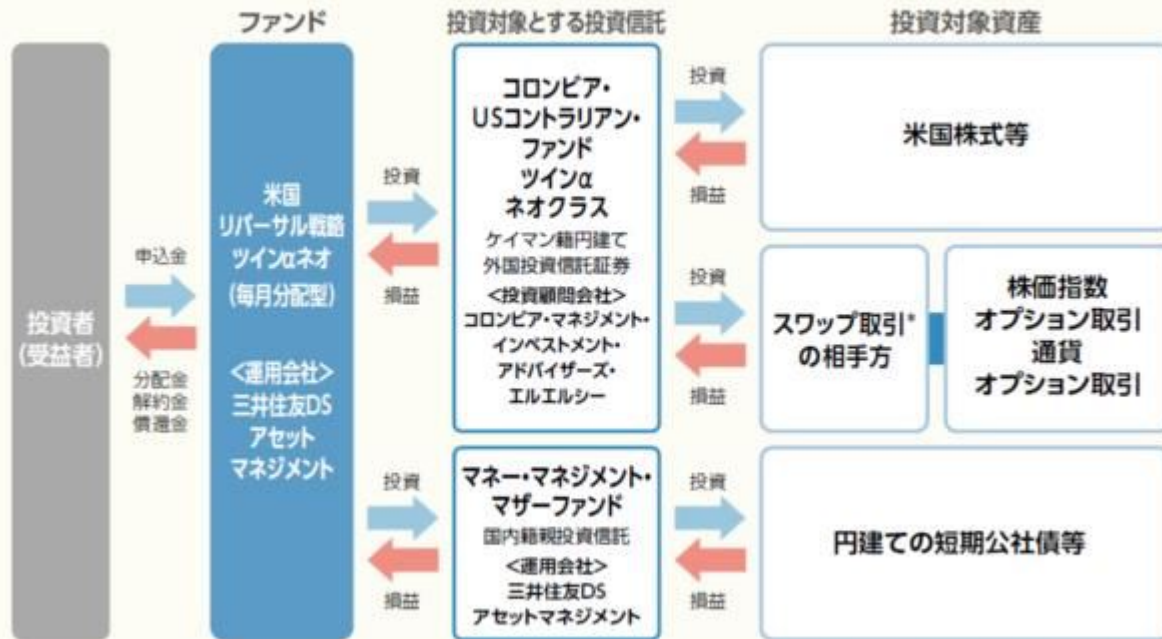 ファンド
投資対象とする投資信託
投資対象資産
投資者
(受益者)
申込金
分配金
解約金
償還金
米国
リバーサル戦略
ツインαネオ
(毎月分配型)
<運用会社>
三井住友DS
アセット
マネジメント
投資
損益
コロンビア・
USコントラリアン・
ファンド
ツインα
ネオクラス
ケイマン籍円建て
外国投資信託証券
<投資顧問会社>
コロンビア・マネジメント・
インベストメント・
アドバイザーズ・
エルエルシー
投資
損益
米国株式等
投資
損益
スワップ取引*
の相手方
株価指数
オプション取引
通貨
オプション取引
投資
損益
マネー・マネジメント・
マザーファンド
国内籍親投資信託
<運用会社>
三井住友DS
アセットマネジメント
投資
損益
円建ての短期公社債等